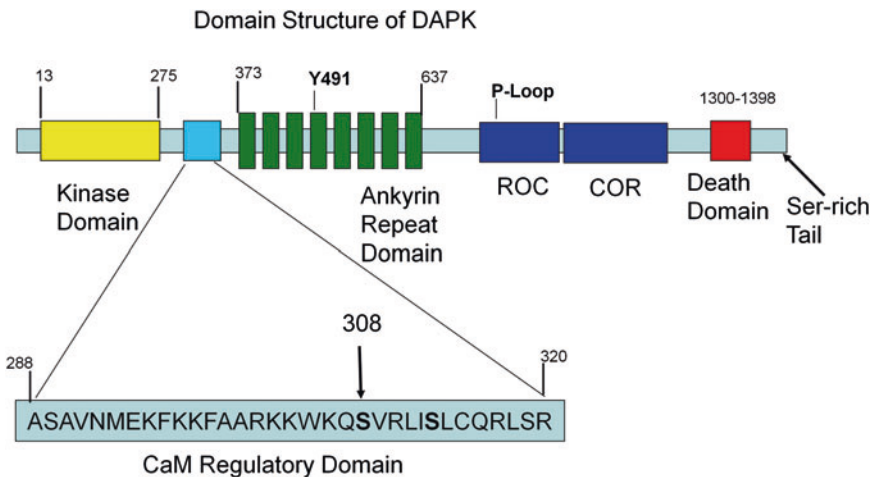 Domain Structure of DAPK
13
275
373
Y491
637
P-Loop
1300-1398
Kinase
Domain
Ankyrin
Repeat
Domain
ROC
COR
Death
Domain
Ser-rich
Tail
308
288
320
ASAVNMEKFKKFAARKKWKQSVRLISLCQRLSR
CaM Regulatory Domain